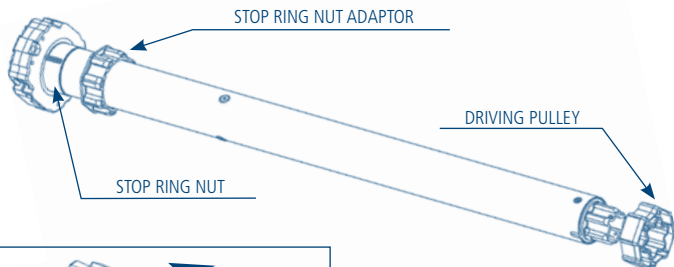 STOP RING NUT ADAPTOR
DRIVING PULLEY
STOP RING NUT